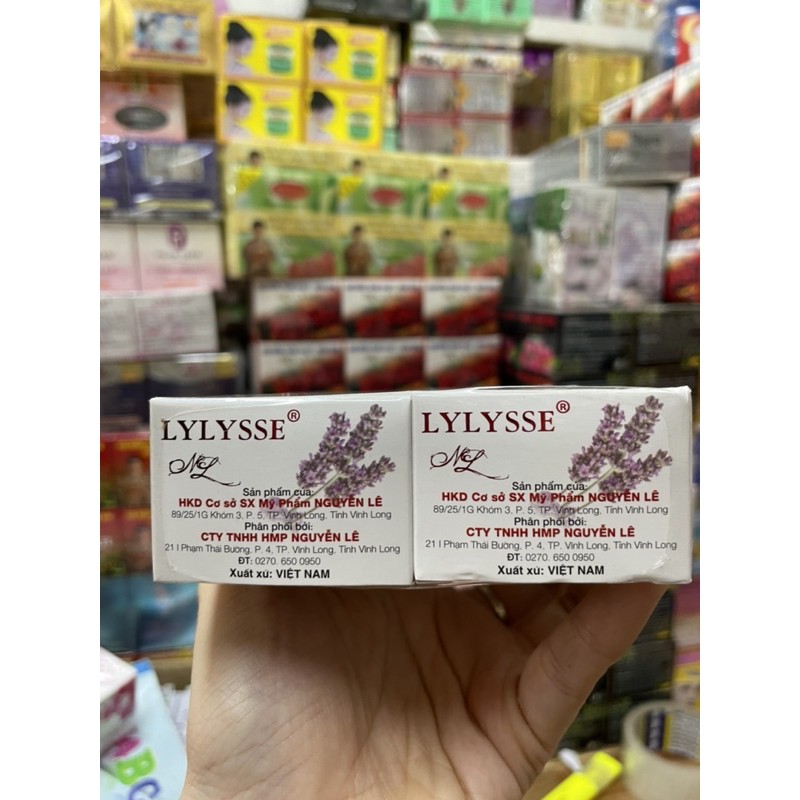 LYLYSSE®
NL
Sản phẩm của:
HKD Cơ sở SX Mỹ Phẩm NGUYỄN LÊ
89/25/1G Khóm 3, P. 5, TP. Vĩnh Long, Tỉnh Vĩnh Long
Phân phối bởi:
CTY TNHH HMP NGUYỄN LÊ
21 I Phạm Thái Bường, P. 4, TP. Vĩnh Long, Tỉnh Vĩnh Long
ĐT: 0270. 650 0950
Xuất xứ: VIỆT NAM
LYLYSSE®
NL
Sản phẩm của:
HKD Cơ sở SX Mỹ Phẩm NGUYỄN LÊ
89/25/1G Khóm 3, P. 5, TP. Vĩnh Long, Tỉnh Vĩnh Long
Phân phối bởi:
CTY TNHH HMP NGUYỄN LÊ
21 I Phạm Thái Bường, P. 4, TP. Vĩnh Long, Tỉnh Vĩnh Long
ĐT: 0270. 650 0950
Xuất xứ: VIỆT NAM